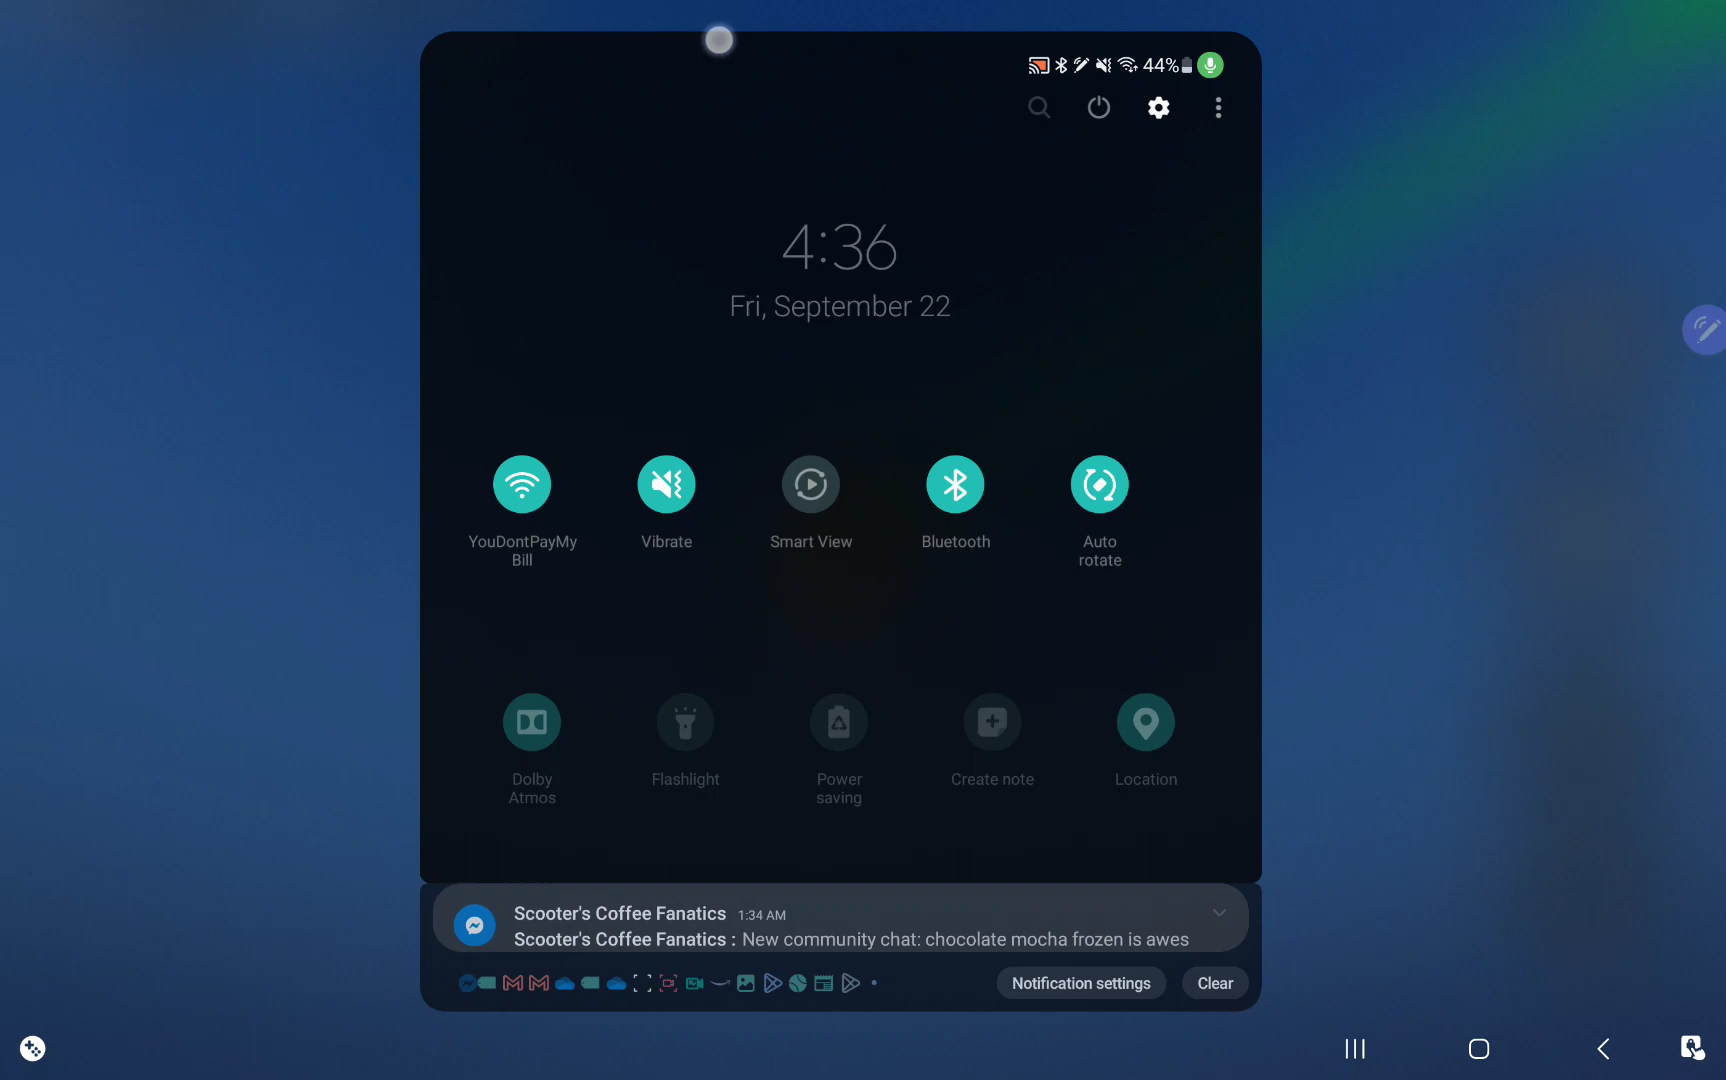 44%
4:36
Fri, September 22
YouDontPayMy
Bill
Vibrate
Smart View
Bluetooth
Auto
rotate
Dolby
Atmos
Flashlight
Power
saving
Create note
Location
Scooter's Coffee Fanatics 1:34 AM
Scooter's Coffee Fanatics : New community chat: chocolate mocha frozen is awes
Notification settings
Clear